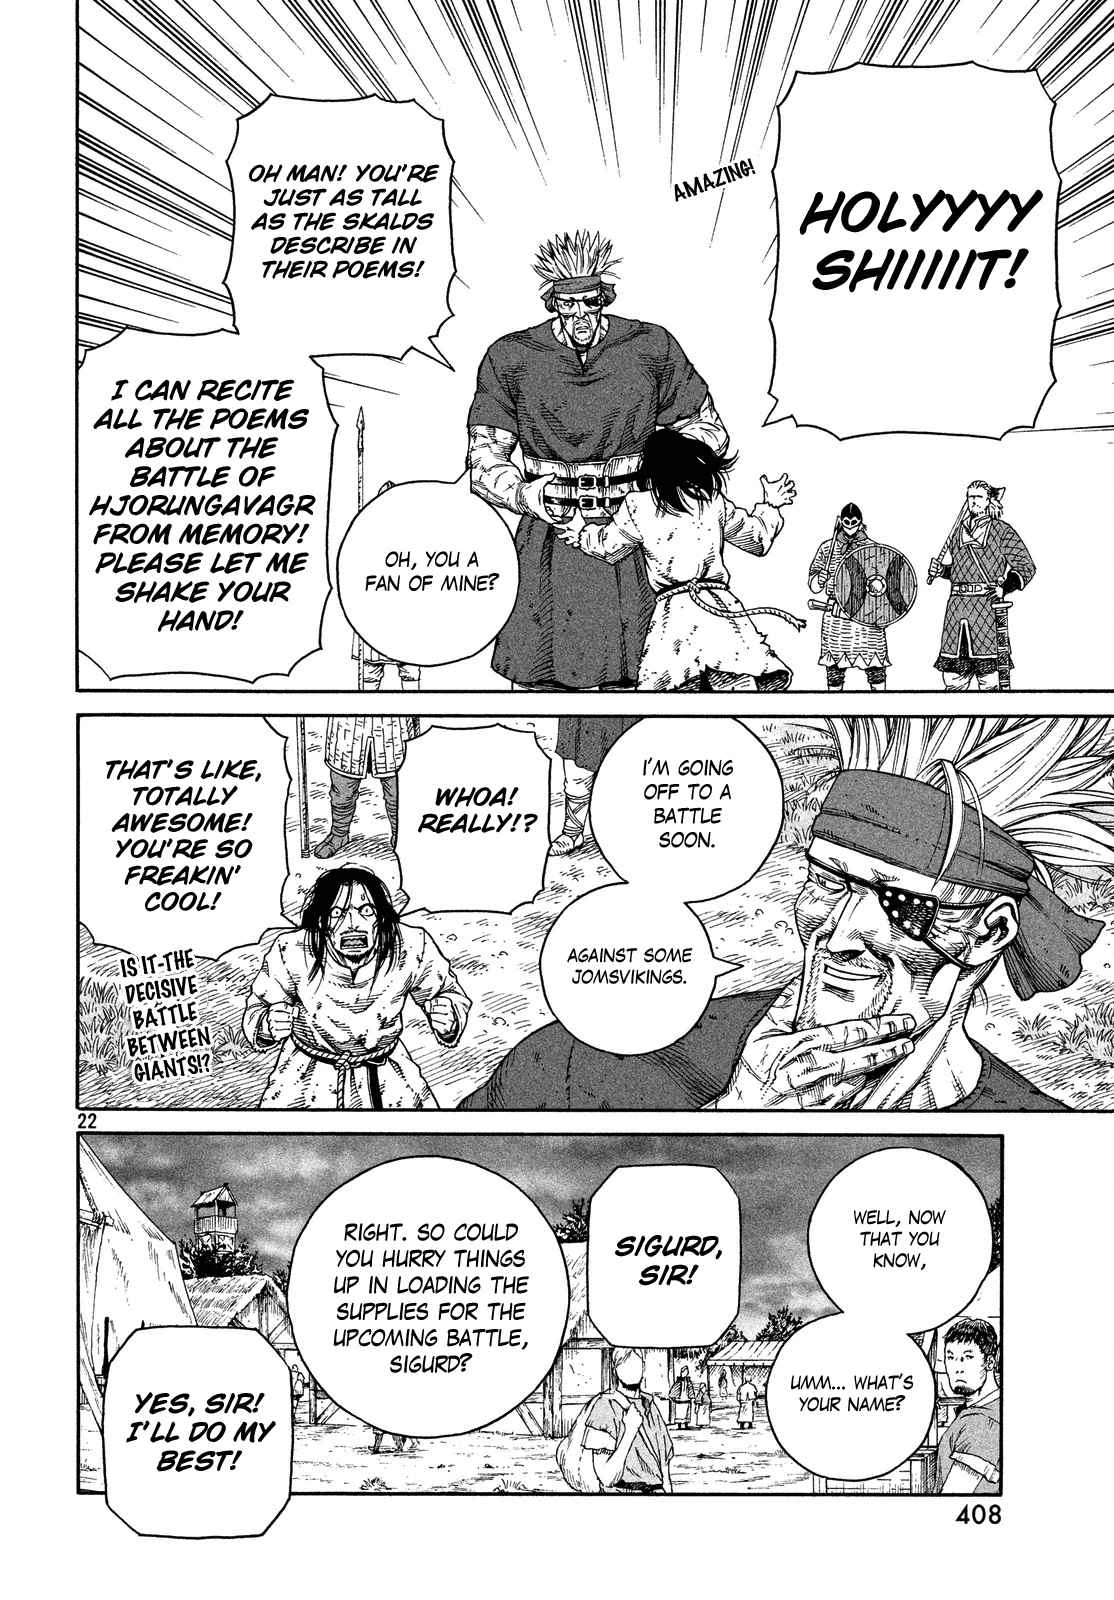 HOLYYYY
SHIIIIIT!
AMAZING!
OH MAN! YOU'RE
JUST AS TALL
AS THE SKALDS
DESCRIBE IN
THEIR POEMS!
I CAN RECITE
ALL THE POEMS
ABOUT THE
BATTLE OF
HJORUNGAVAGR
FROM MEMORY!
PLEASE LET ME
SHAKE YOUR
HAND!
OH, YOU A
FAN OF MINE?
I'M GOING
OFF TO A
BATTLE
SOON.
AGAINST SOME
JOMSVIKINGS.
WHOA!
REALLY!?
THAT'S LIKE,
TOTALLY
AWESOME!
YOU'RE SO
FREAKIN'
COOL!
IS IT THE
DECISIVE
BATTLE
BETWEEN
GIANTS!?
22
WELL, NOW
THAT YOU
KNOW,
UMM... WHAT'S
YOUR NAME?
SIGURD,
SIR!
RIGHT. SO COULD
YOU HURRY THINGS
UP IN LOADING THE
SUPPLIES FOR THE
UPCOMING BATTLE,
SIGURD?
YES, SIR!
I'LL DO MY
BEST!
408